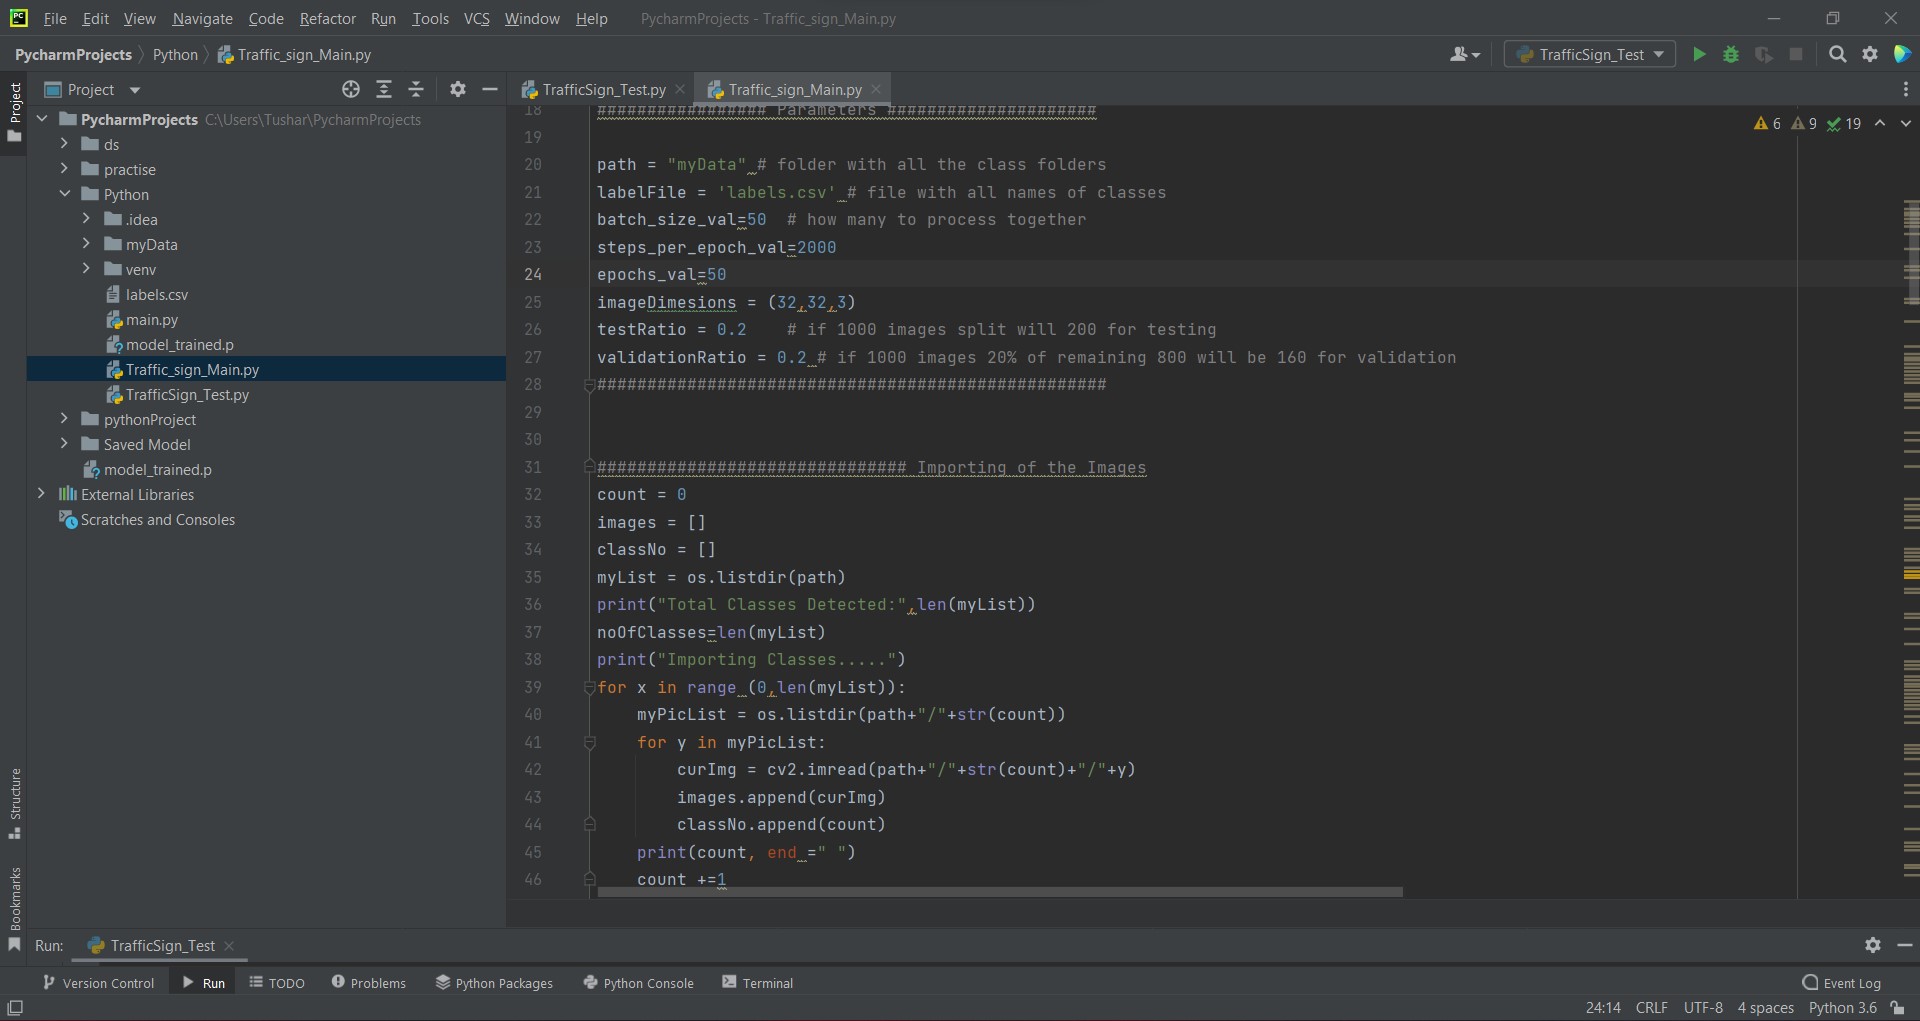 PC File Edit View Navigate Code Refactor Run Tools VCS Window Help PycharmProjects - Traffic_sign_Main.py
PycharmProjects Python Traffic_sign_Main.py TrafficSign_Test
Project
Project
TrafficSign_Test.py Traffic_sign_Main.py
6 9 19
PycharmProjects C:\Users\Tushar\PycharmProjects
ds
practise
Python
.idea
myData
venv
labels.csv
main.py
model_trained.p
Traffic_sign_Main.py
TrafficSign_Test.py
pythonProject
Saved Model
model_trained.p
External Libraries
Scratches and Consoles
18 ################# Parameters #####################
19
20 path = "myData" # folder with all the class folders
21 labelFile = 'labels.csv' # file with all names of classes
22 batch_size_val=50  # how many to process together
23 steps_per_epoch_val=2000
24 epochs_val=50
25 imageDimesions = (32,32,3)
26 testRatio = 0.2    # if 1000 images split will 200 for testing
27 validationRatio = 0.2 # if 1000 images 20% of remaining 800 will be 160 for validation
28 ###################################################
29
30
31 ############################### Importing of the Images
32 count = 0
33 images = []
34 classNo = []
35 myList = os.listdir(path)
36 print("Total Classes Detected:",len(myList))
37 noOfClasses=len(myList)
38 print("Importing Classes.....")
39 for x in range (0,len(myList)):
40     myPicList = os.listdir(path+"/"+str(count))
41     for y in myPicList:
42         curImg = cv2.imread(path+"/"+str(count)+"/"+y)
43         images.append(curImg)
44         classNo.append(count)
45     print(count, end =" ")
46     count +=1
Structure
Bookmarks
Run: TrafficSign_Test
Version Control Run TODO Problems Python Packages Python Console Terminal Event Log
24:14 CRLF UTF-8 4 spaces Python 3.6